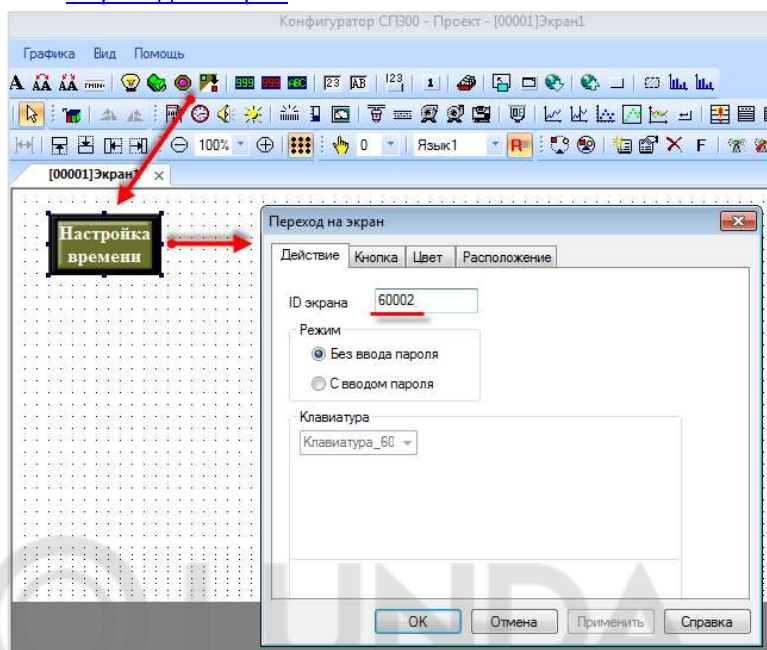 Конфигуратор СП300 - Проект - [00001]Экран1
Графика Вид Помощь
100% 0 Язык1 R F
[00001]Экран1
Настройка
времени
Переход на экран
Действие Кнопка Цвет Расположение
ID экрана 60002
Режим
Без ввода пароля
С вводом пароля
Клавиатура
Клавиатура_60
OK Отмена Применить Справка
LUNDA